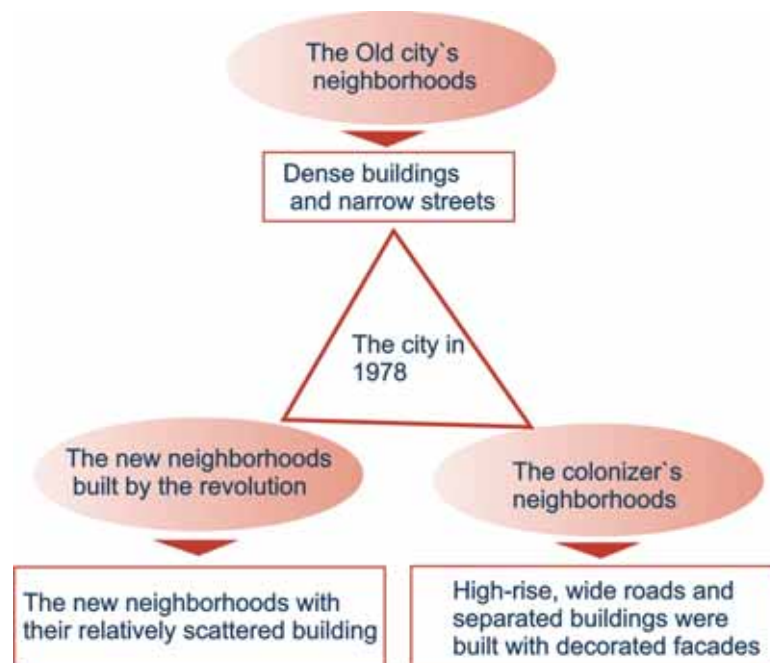 The Old city`s
neighborhoods
Dense buildings
and narrow streets
The city in
1978
The new neighborhoods
built by the revolution
The colonizer`s
neighborhoods
The new neighborhoods with
their relatively scattered building
High-rise, wide roads and
separated buildings were
built with decorated facades